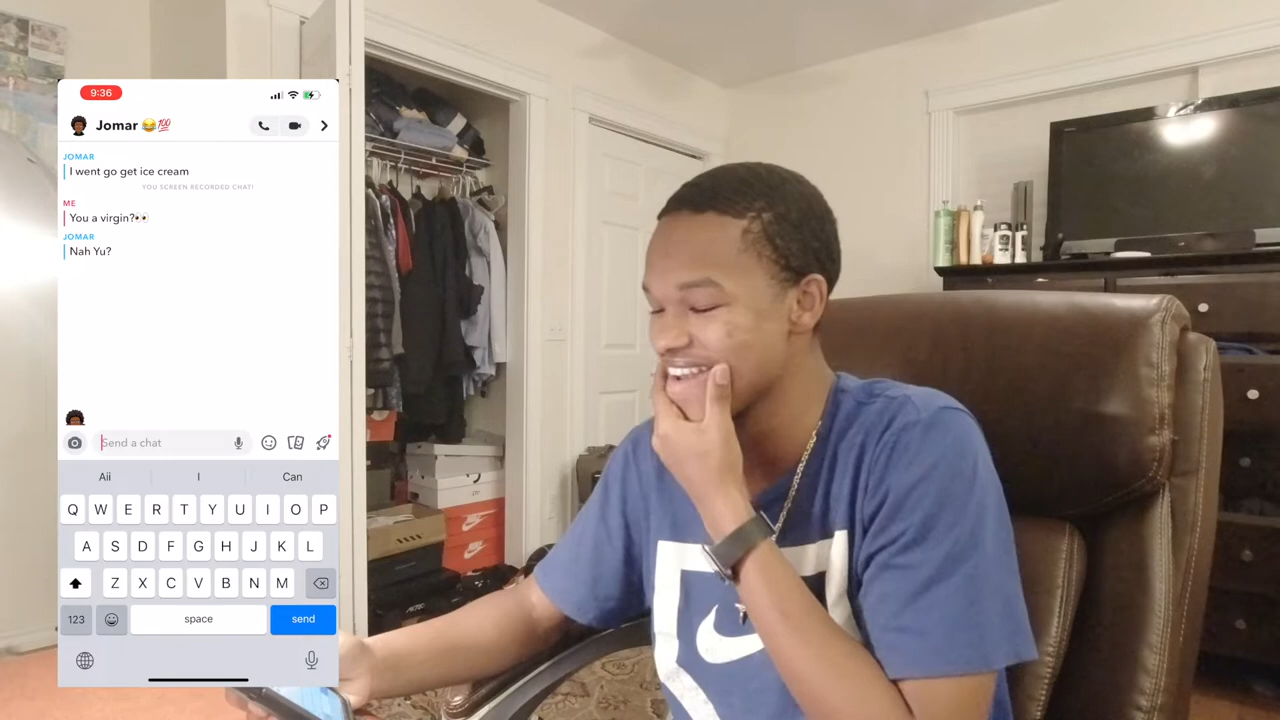 9:36
Jomar 😂💯
JOMAR
I went go get ice cream
YOU SCREEN RECORDED CHAT!
ME
You a virgin?👀
JOMAR
Nah Yu?
Send a chat
Aii I Can
Q W E R T Y U I O P
A S D F G H J K L
Z X C V B N M
123 space send